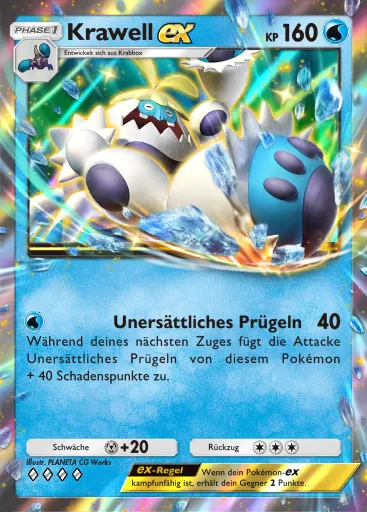 PHASE 1 Krawell ex KP 160
Entwickelt sich aus Krabbox
Unersättliches Prügeln 40
Während deines nächsten Zuges fügt die Attacke
Unersättliches Prügeln von diesem Pokémon
+ 40 Schadenspunkte zu.
Schwäche +20 Rückzug
Illustr. PLANETA CG Works
ex-Regel Wenn dein Pokémon-ex
kampfunfähig ist, erhält dein Gegner 2 Punkte.